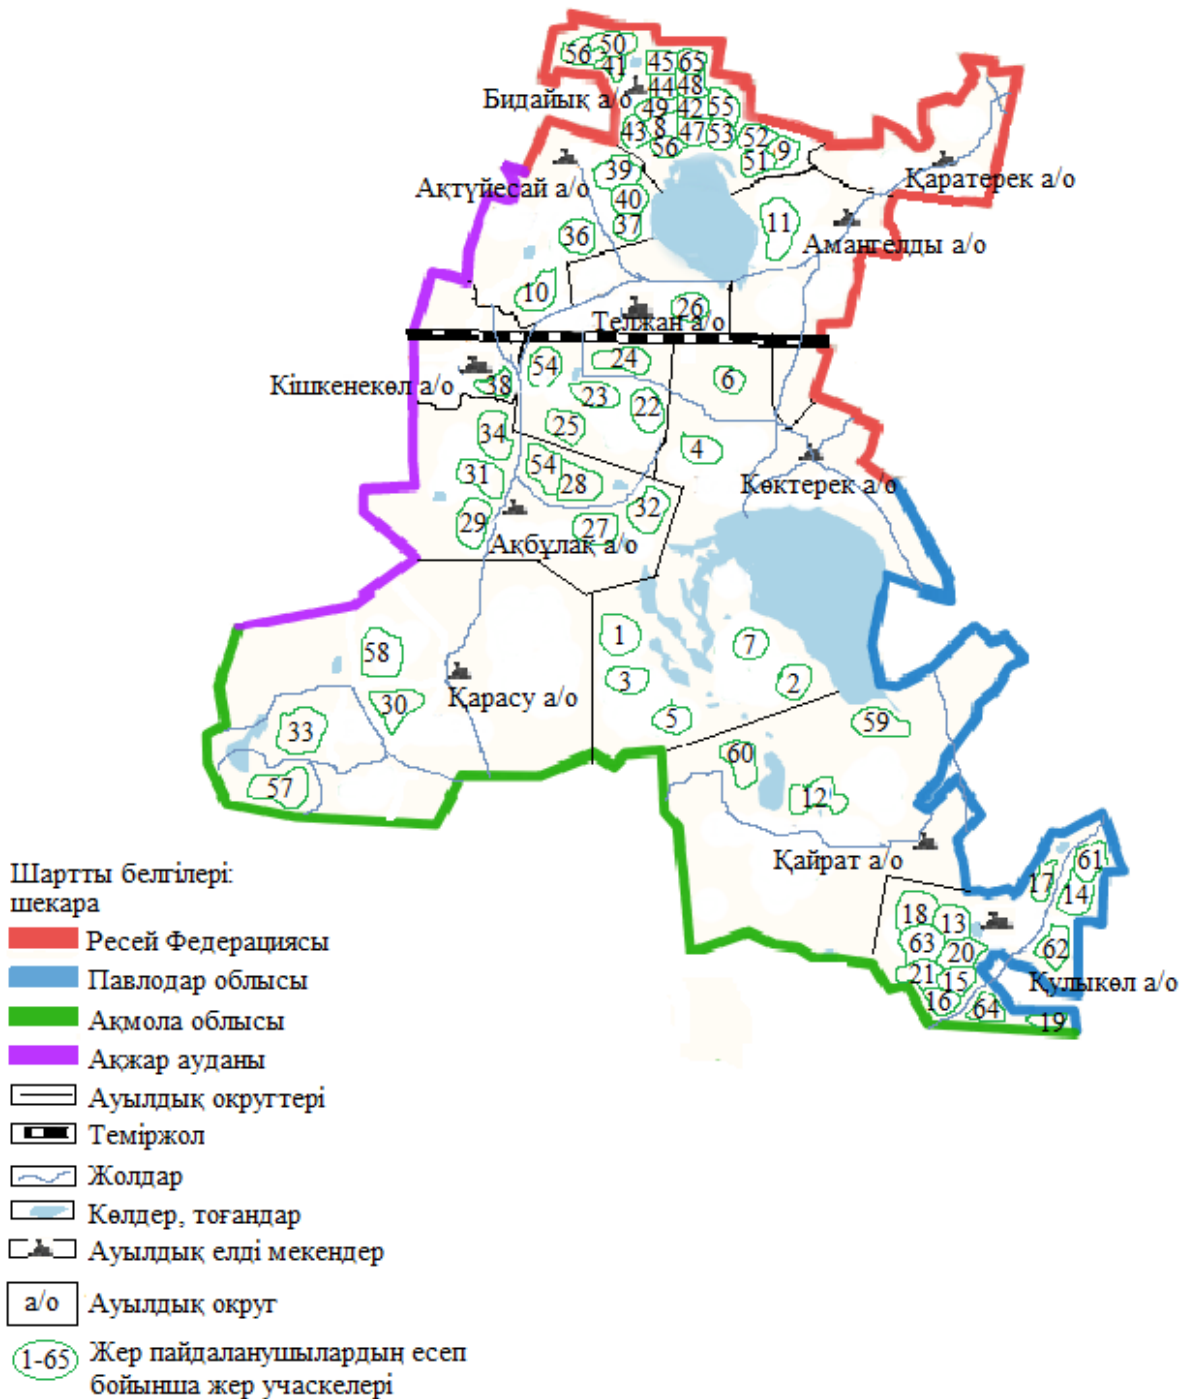 56 50
41
45 65
Бидайық а/о
44 48
49 42 55
43 8 47 53 52
56 51 9
Ақтүйесай а/о
39
40
37
36
11
Қаратерек а/о
Амангелды а/о
10
26
Телжан а/о
Кішкенекөл а/о
38
54
24
23
22
25
6
34
4
31
54
28
Көктерек а/о
29
32
27
Ақбұлақ а/о
1
7
58
3
2
Қарасу а/о
30
5
59
33
60
57
12
Қайрат а/о
61
17
14
18 13
63
20
62
21
15
Құлыкөл а/о
16
64
19
Шартты белгілері:
шекара
Ресей Федерациясы
Павлодар облысы
Ақмола облысы
Ақжар ауданы
Ауылдық округтері
Теміржол
Жолдар
Көлдер, тоғандар
Ауылдық елді мекендер
а/о Ауылдық округ
1-65 Жер пайдаланушылардың есеп
бойынша жер учаскелері